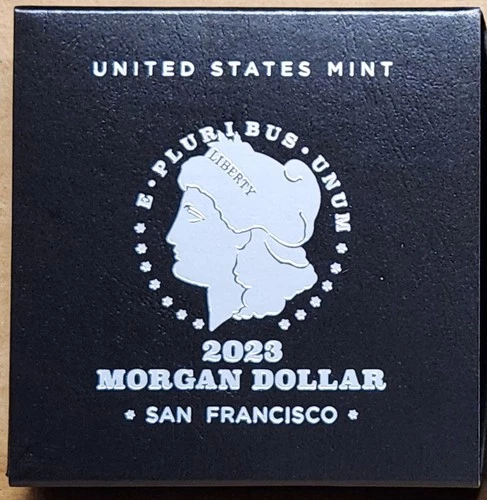 UNITED STATES MINT
E · PLURIBUS · UNUM
LIBERTY
2023
MORGAN DOLLAR
* SAN FRANCISCO *